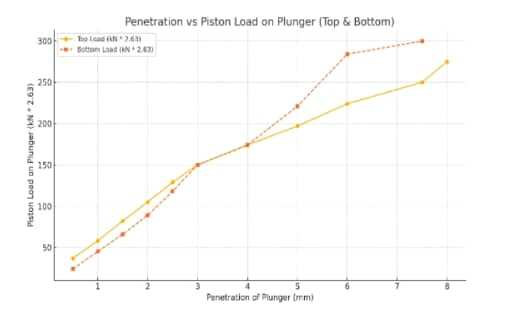 Penetration vs Piston Load on Plunger (Top & Bottom)
Top Load (kN * 2.63)
Bottom Load (kN * 2.63)
Piston Load on Plunger (kN * 2.63)
300
250
200
150
100
50
1 2 3 4 5 6 7 8
Penetration of Plunger (mm)